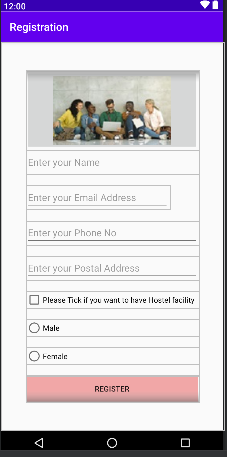 12:00
Registration
Enter your Name
Enter your Email Address
Enter your Phone No
Enter your Postal Address
Please Tick if you want to have Hostel facility
Male
Female
REGISTER